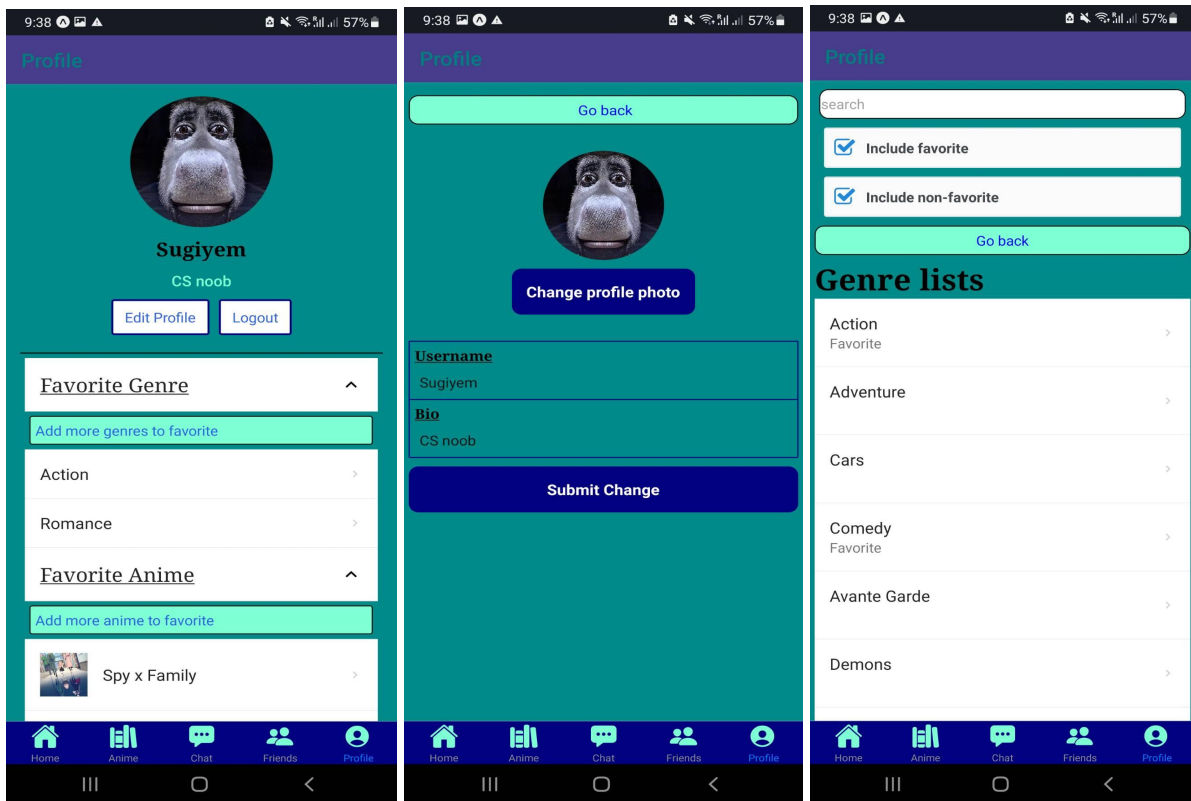 9:38
57%
Profile
Sugiyem
CS noob
Edit Profile
Logout
Favorite Genre
Add more genres to favorite
Action
Romance
Favorite Anime
Add more anime to favorite
Spy x Family
Home Anime Chat Friends Profile
9:38
57%
Profile
Go back
Change profile photo
Username
Sugiyem
Bio
CS noob
Submit Change
Home Anime Chat Friends Profile
9:38
57%
Profile
search
Include favorite
Include non-favorite
Go back
Genre lists
Action
Favorite
Adventure
Cars
Comedy
Favorite
Avante Garde
Demons
Home Anime Chat Friends Profile